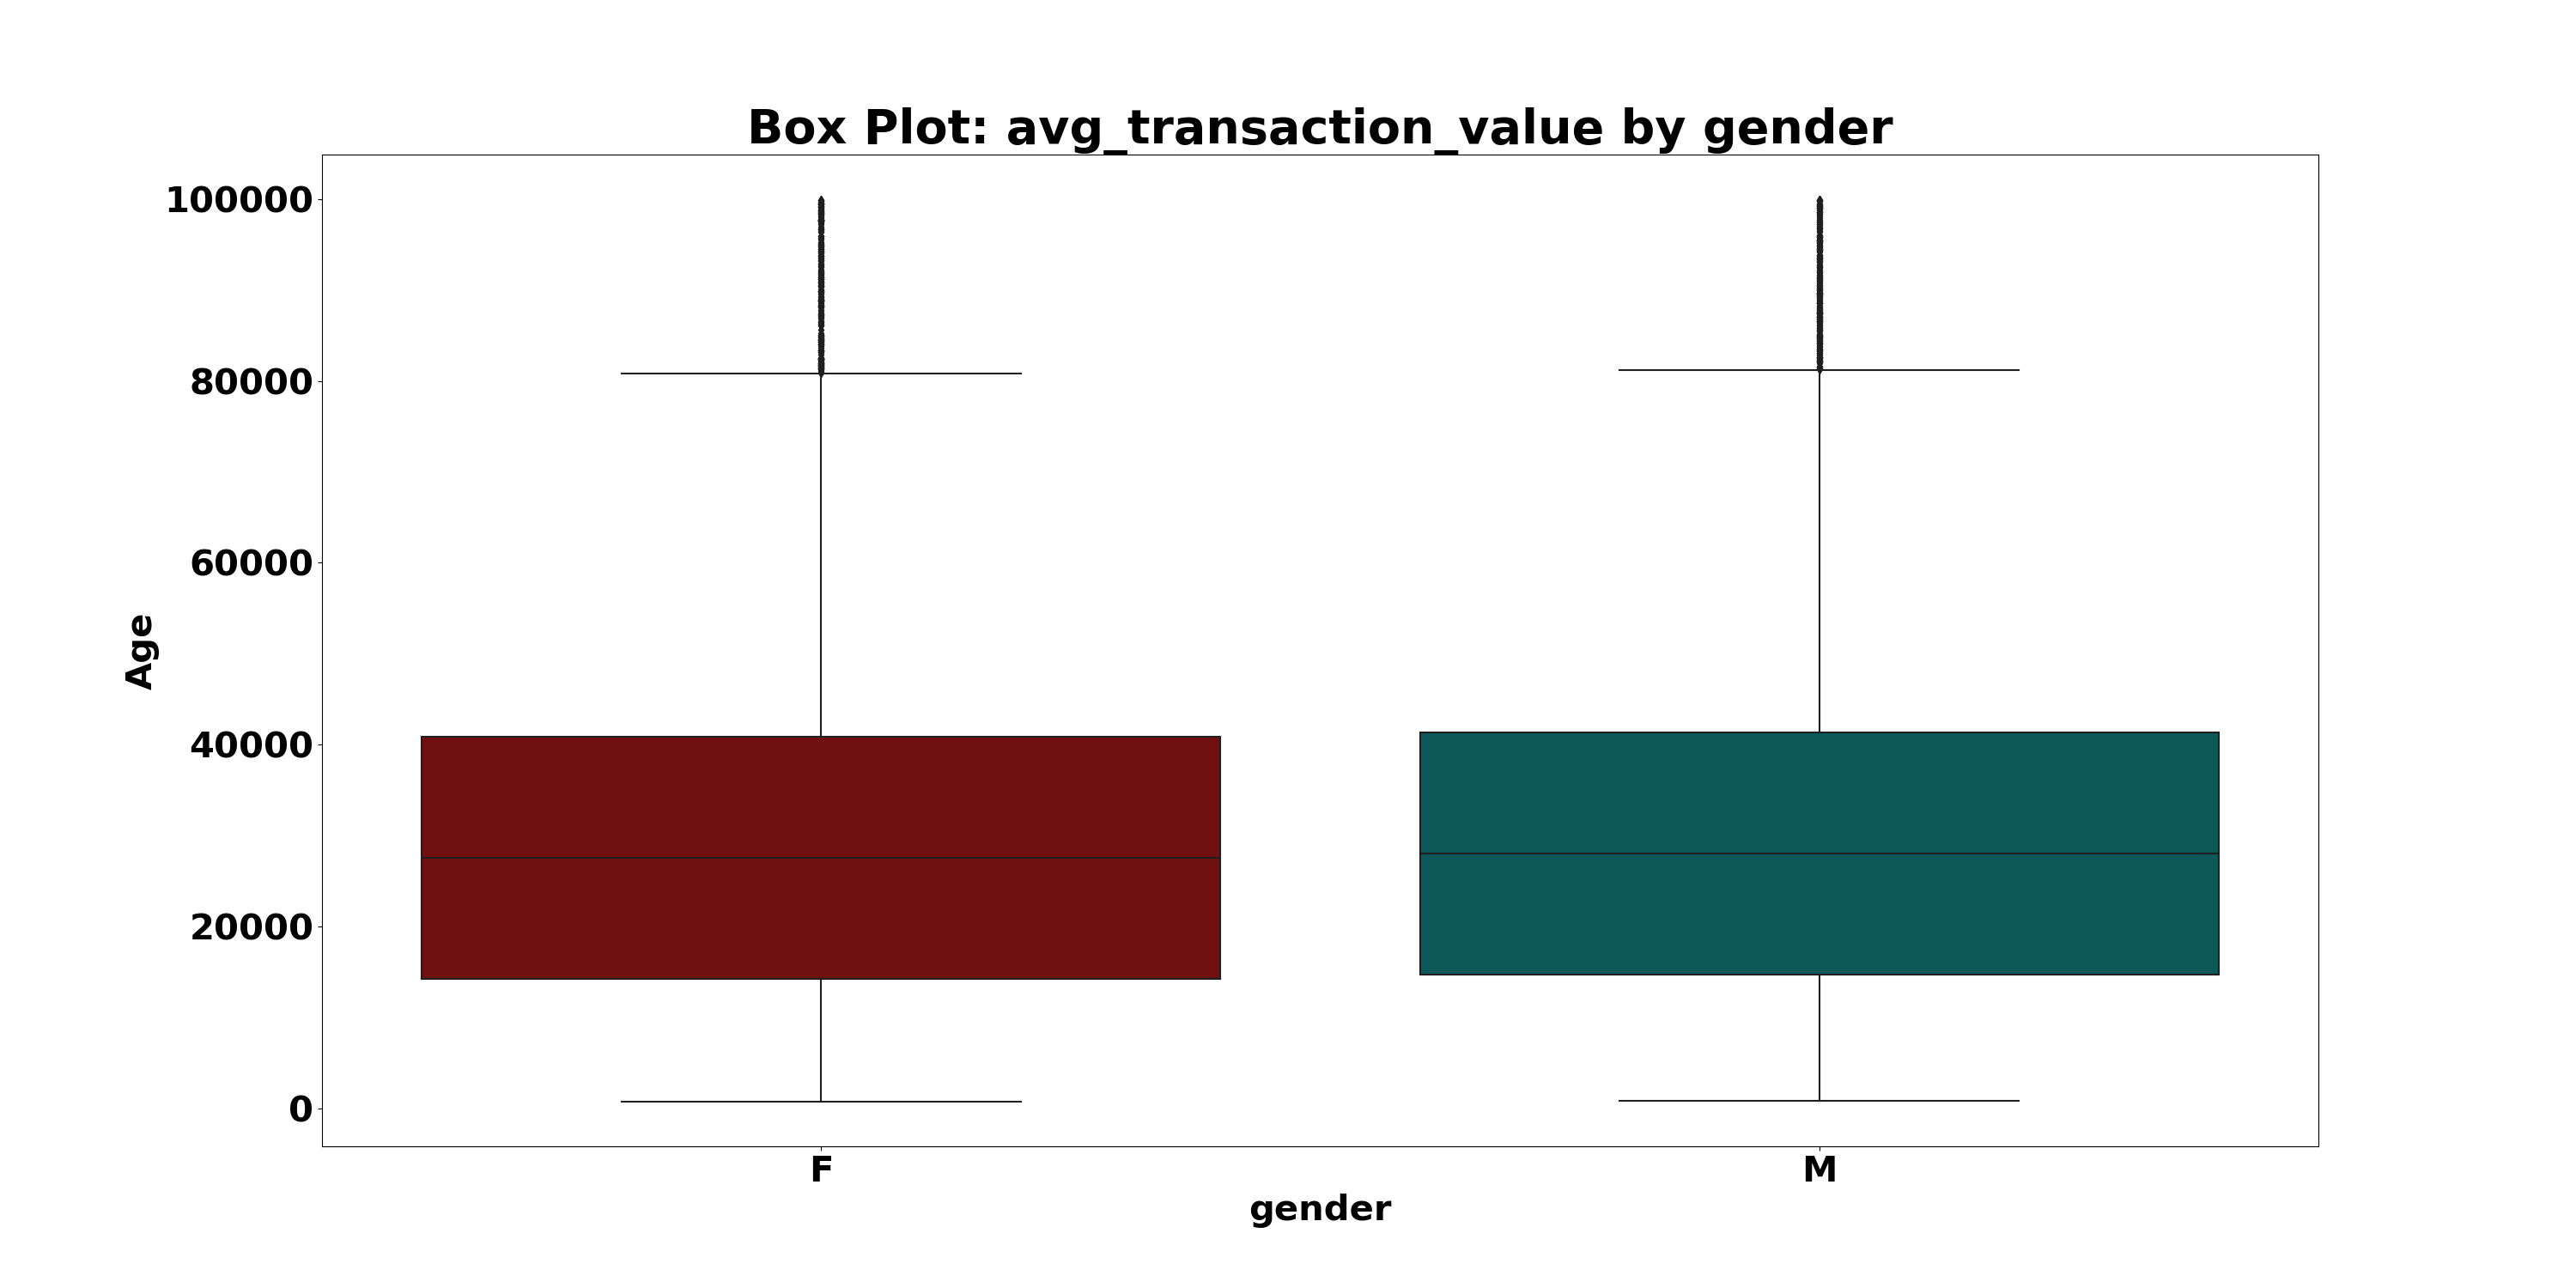 Box Plot: avg_transaction_value by gender
100000
80000
60000
40000
20000
0
Age
F
M
gender